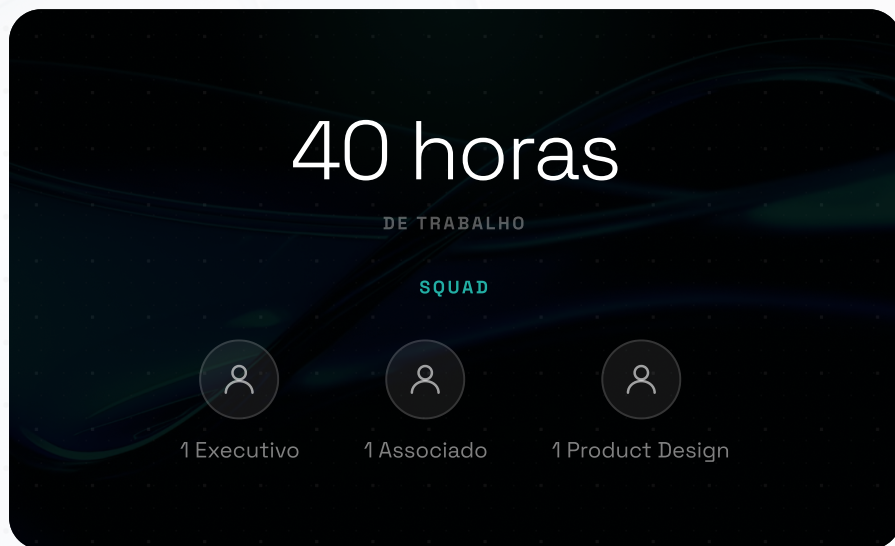 40 horas
DE TRABALHO
SQUAD
1 Executivo
1 Associado
1 Product Design